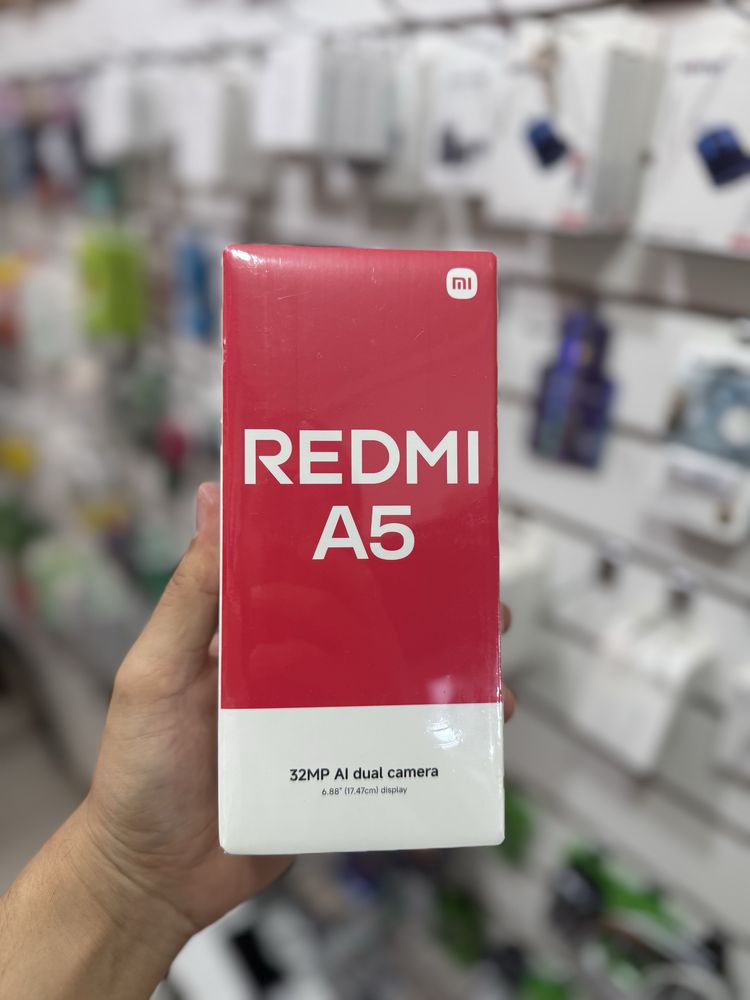 mi
REDMI
A5
32MP AI dual camera
6.88" (17.47cm) display